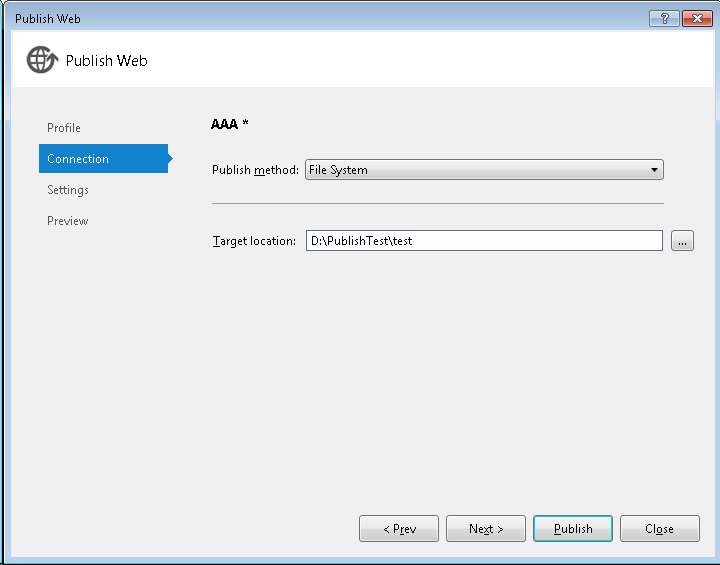 Publish Web
?
Publish Web
Profile
Connection
Settings
Preview
AAA *
Publish method: File System
Target location: D:\PublishTest\test ...
< Prev Next > Publish Close